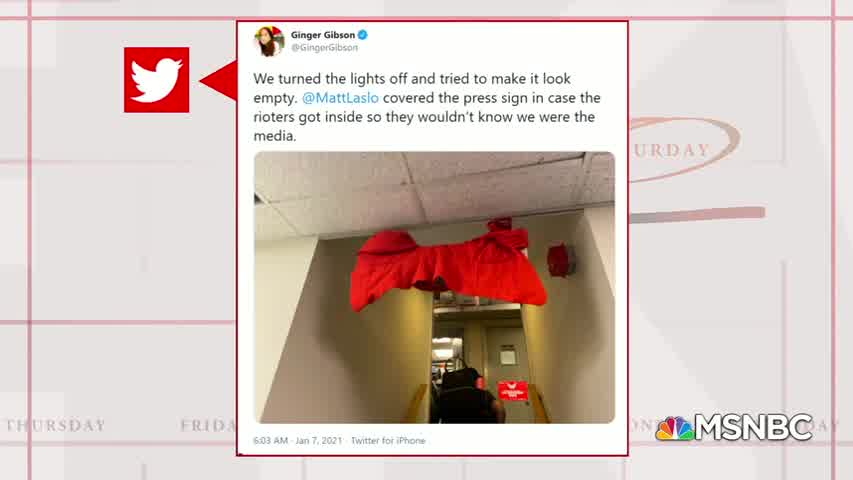 Ginger Gibson
@GingerGibson
We turned the lights off and tried to make it look
empty. @MattLaslo covered the press sign in case the
rioters got inside so they wouldn't know we were the
media.
URDAY
6:03 AM · Jan 7, 2021 · Twitter for iPhone
THURSDAY
FRID
MSNBC